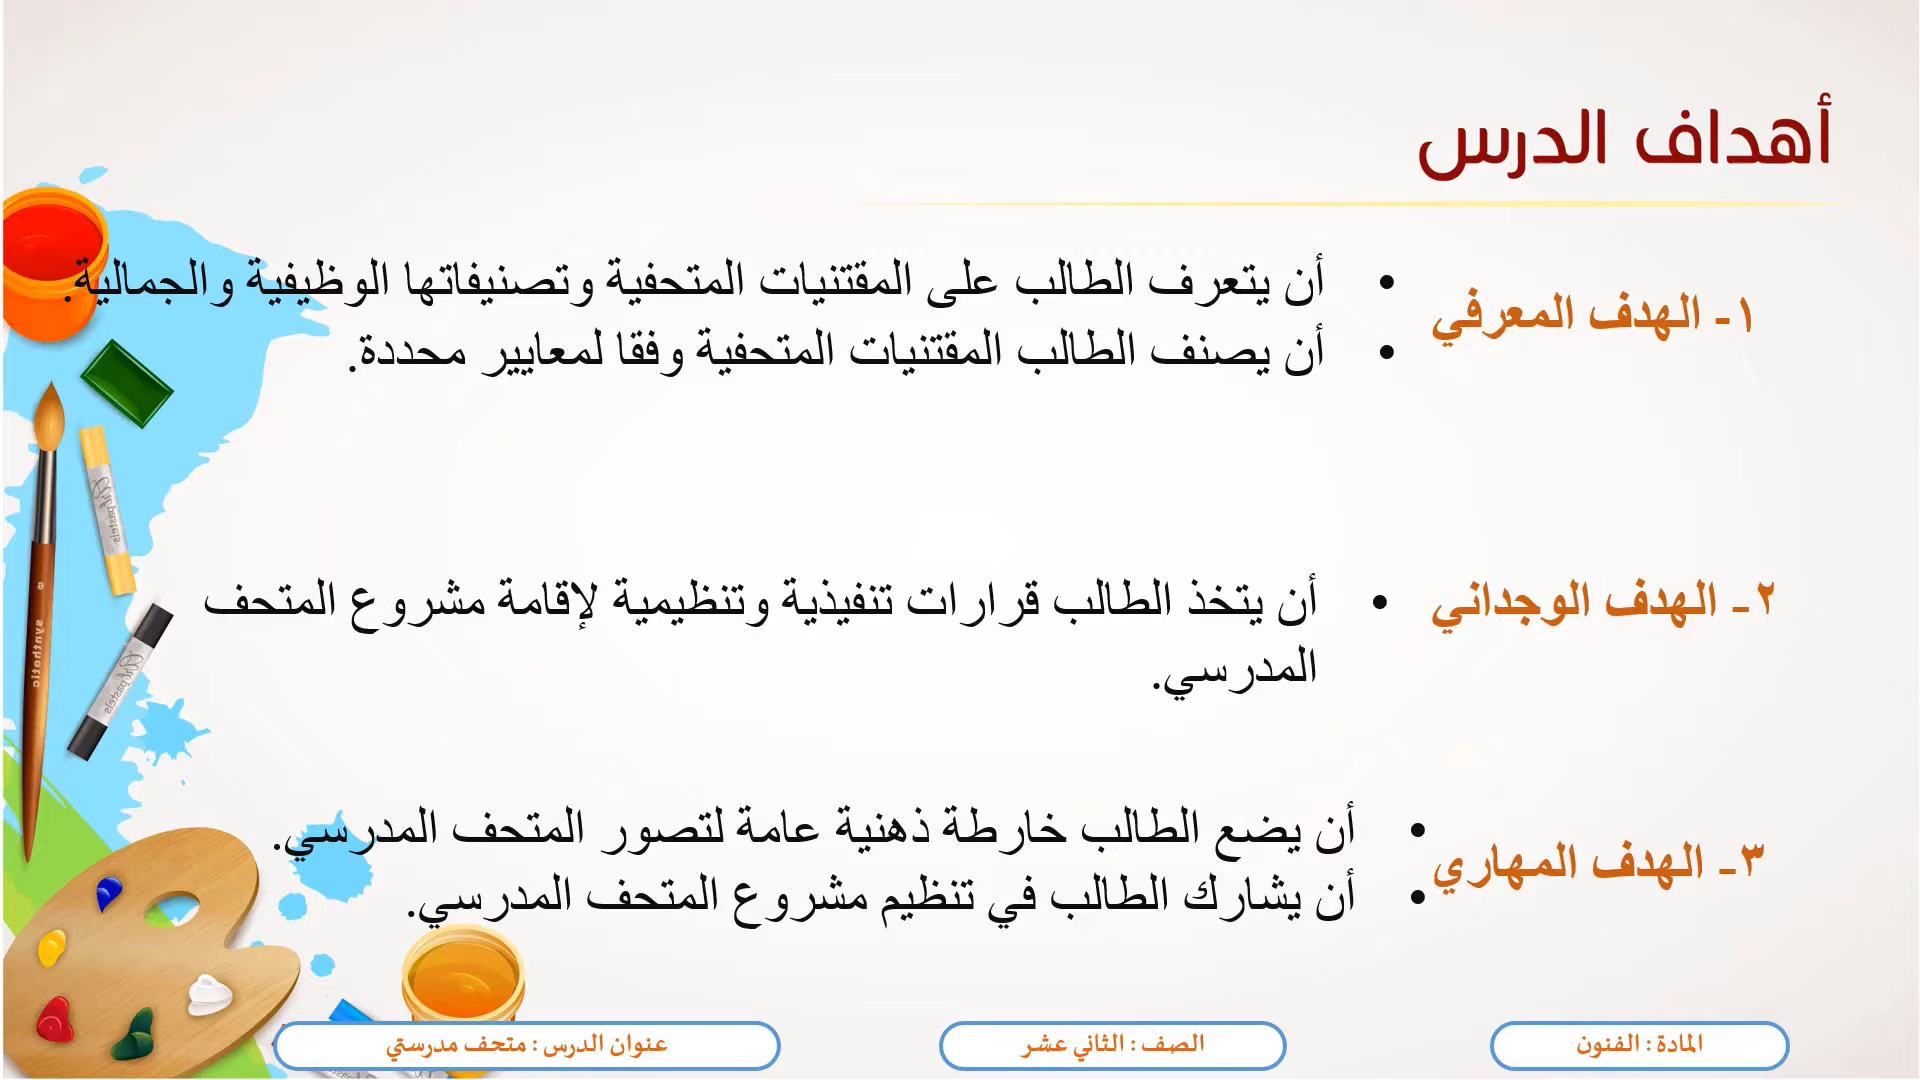 أهداف الدرس
١- الهدف المعرفي
• أن يتعرف الطالب على المقتنيات المتحفية وتصنيفاتها الوظيفية والجمالية.
• أن يصنف الطالب المقتنيات المتحفية وفقا لمعايير محددة.
٢- الهدف الوجداني
• أن يتخذ الطالب قرارات تنفيذية وتنظيمية لإقامة مشروع المتحف
المدرسي.
٣- الهدف المهاري
• أن يضع الطالب خارطة ذهنية عامة لتصور المتحف المدرسي.
• أن يشارك الطالب في تنظيم مشروع المتحف المدرسي.
المادة : الفنون
الصف : الثاني عشر
عنوان الدرس : متحف مدرستي
6 synthetic
pastels